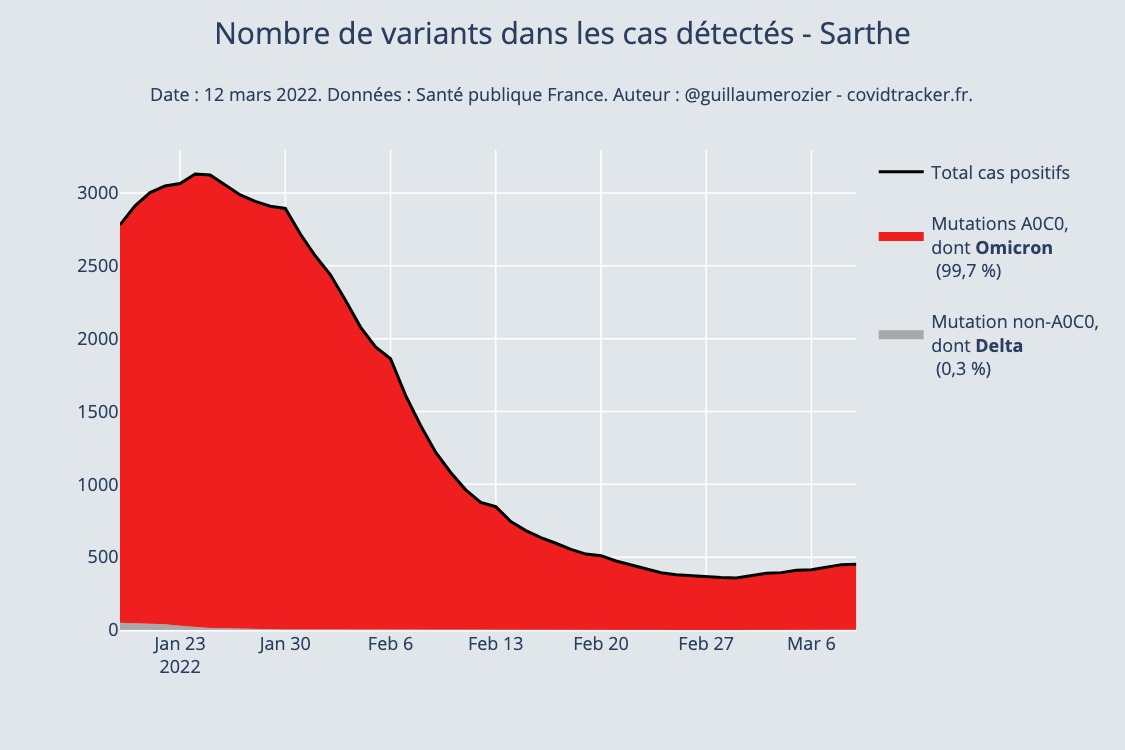 Nombre de variants dans les cas détectés - Sarthe
Date : 12 mars 2022. Données : Santé publique France. Auteur : @guillaumerozier - covidtracker.fr.
3000
2500
2000
1500
1000
500
0
Jan 23
2022
Jan 30
Feb 6
Feb 13
Feb 20
Feb 27
Mar 6
Total cas positifs
Mutations A0C0,
dont Omicron
(99,7 %)
Mutation non-A0C0,
dont Delta
(0,3 %)